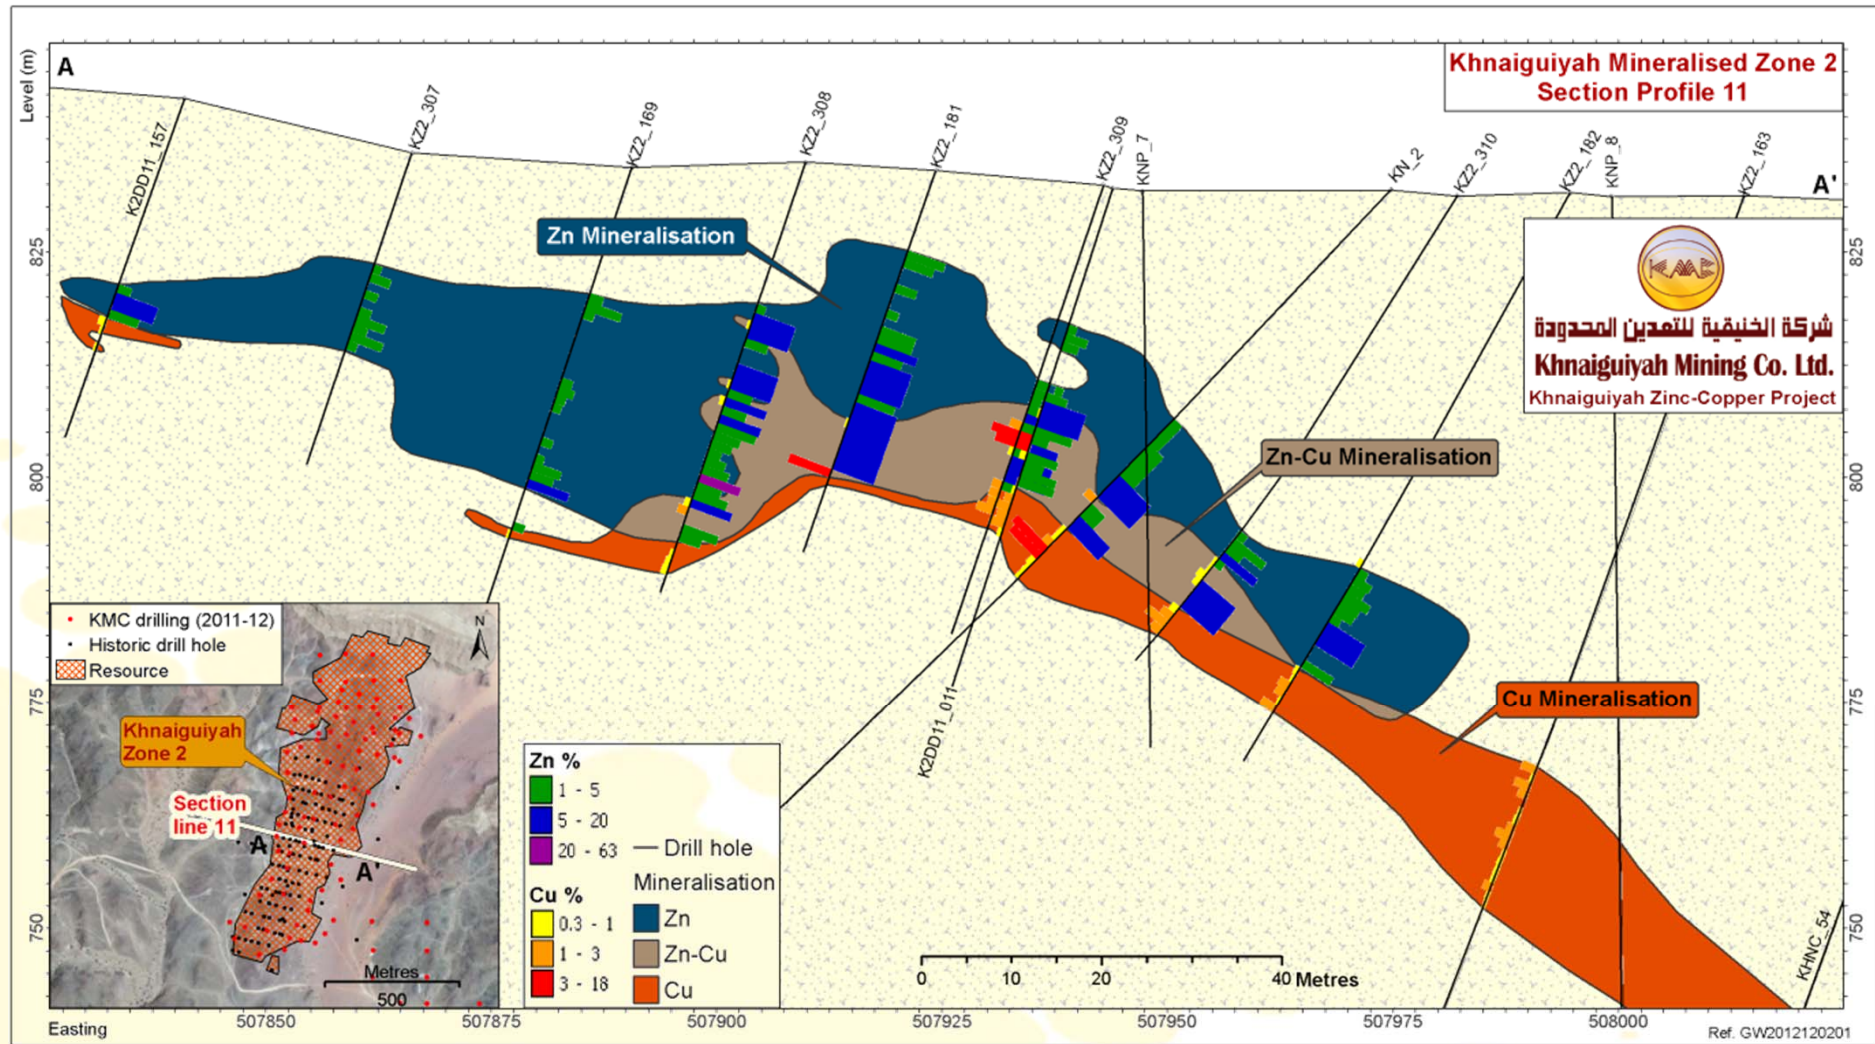 Khnaiguiyah Mineralised Zone 2
Section Profile 11
A
A'
Level (m)
K2DD11_157
KZ2_307
KZ2_169
KZ2_308
KZ2_181
KZ2_309
KNP_7
KN_2
KZ2_310
KZ2_182
KNP_8
KZ2_163
825
800
775
750
825
800
775
750
Zn Mineralisation
KME
شركة الخنيقية للتعدين المحدودة
Khnaiguiyah Mining Co. Ltd.
Khnaiguiyah Zinc-Copper Project
Zn-Cu Mineralisation
Cu Mineralisation
K2DD11_011
KHNC_54
KMC drilling (2011-12)
Historic drill hole
Resource
N
Khnaiguiyah
Zone 2
Section
line 11
A
A'
Metres
500
Zn %
1 - 5
5 - 20
20 - 63
Cu %
0.3 - 1
1 - 3
3 - 18
Drill hole
Mineralisation
Zn
Zn-Cu
Cu
0 10 20 40 Metres
Easting
507850
507875
507900
507925
507950
507975
508000
Ref. GW2012120201